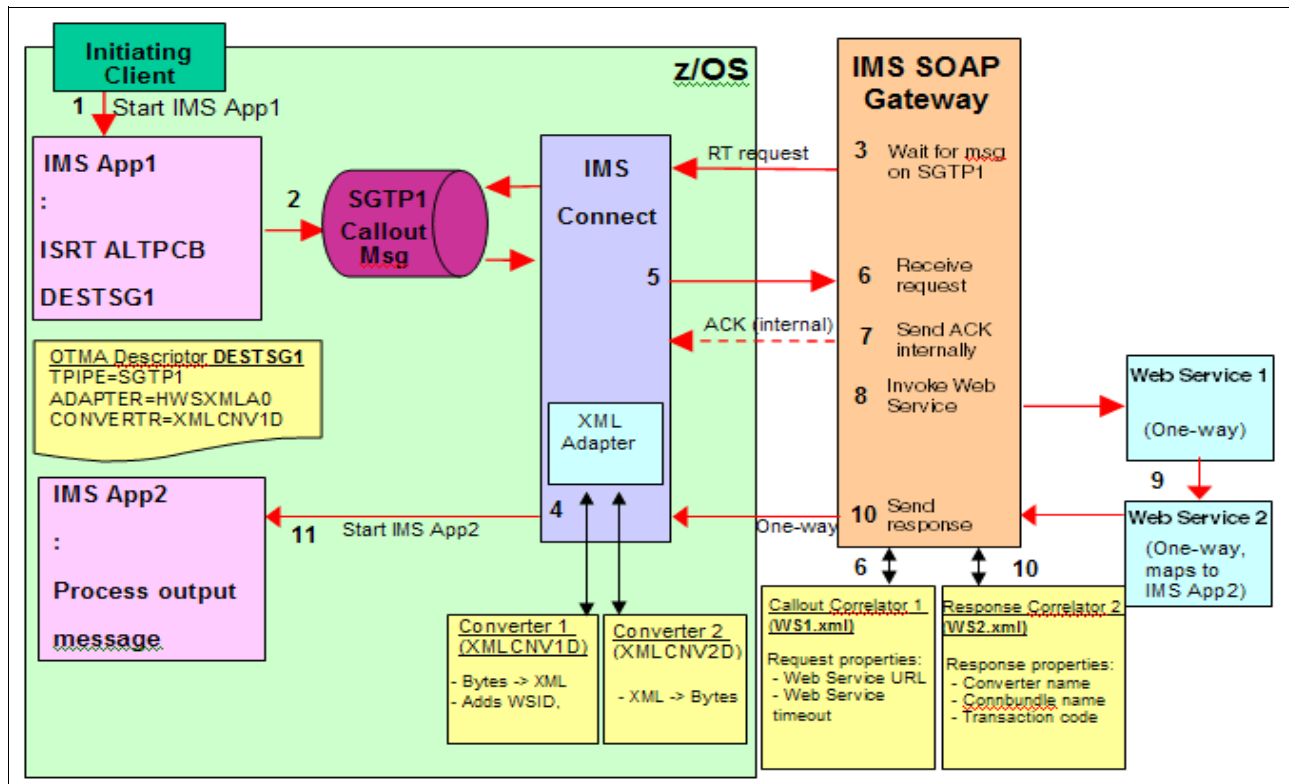 Initiating
Client
z/OS
1 Start IMS App1
IMS App1
:
ISRT ALTPCB
DESTSG1
2
SGTP1
Callout
Msg
IMS
Connect
5
RT request
IMS SOAP
Gateway
3 Wait for msg
on SGTP1
6 Receive
request
ACK (internal)
7 Send ACK
internally
8 Invoke Web
Service
OTMA Descriptor DESTSG1
TPIPE=SGTP1
ADAPTER=HWSXMLA0
CONVERTR=XMLCNV1D
XML
Adapter
4
Web Service 1
(One-way)
9
Web Service 2
(One-way,
maps to
IMS App2)
10 Send
response
One-way
11 Start IMS App2
IMS App2
:
Process output
message
6
10
Converter 1
(XMLCNV1D)
- Bytes -> XML
- Adds WSID,
Converter 2
(XMLCNV2D)
- XML -> Bytes
Callout Correlator 1
(WS1.xml)
Request properties:
- Web Service URL
- Web Service
timeout
Response Correlator 2
(WS2.xml)
Response properties:
- Converter name
- Connbundle name
- Transaction code